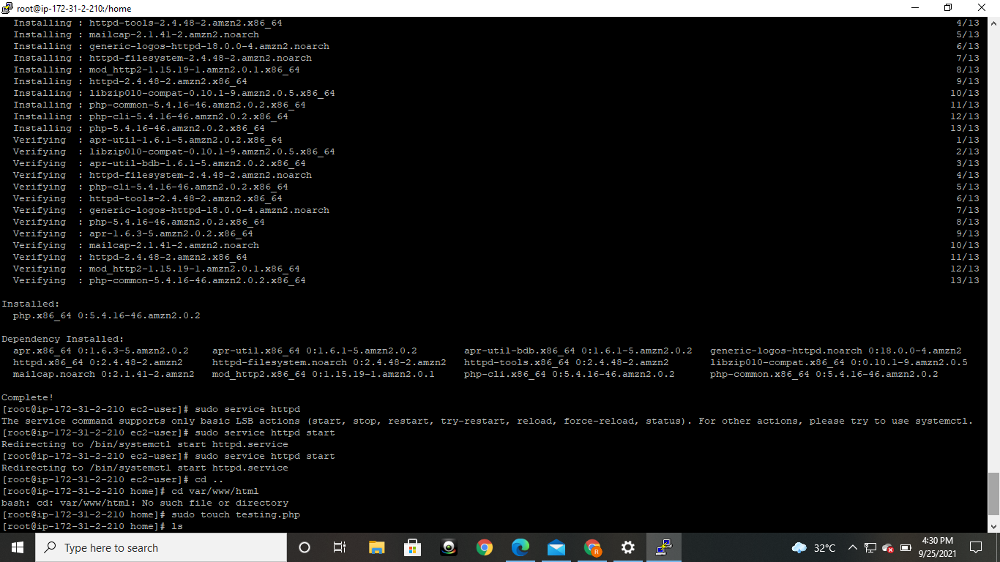 root@ip-172-31-2-210:/home
Installing : httpd-tools-2.4.48-2.amzn2.x86_64 4/13
Installing : mailcap-2.1.41-2.amzn2.noarch 5/13
Installing : generic-logos-httpd-18.0.0-4.amzn2.noarch 6/13
Installing : httpd-filesystem-2.4.48-2.amzn2.noarch 7/13
Installing : mod_http2-1.15.19-1.amzn2.0.1.x86_64 8/13
Installing : httpd-2.4.48-2.amzn2.x86_64 9/13
Installing : libzip010-compat-0.10.1-9.amzn2.0.5.x86_64 10/13
Installing : php-common-5.4.16-46.amzn2.0.2.x86_64 11/13
Installing : php-cli-5.4.16-46.amzn2.0.2.x86_64 12/13
Installing : php-5.4.16-46.amzn2.0.2.x86_64 13/13
Verifying : apr-util-1.6.1-5.amzn2.0.2.x86_64 1/13
Verifying : libzip010-compat-0.10.1-9.amzn2.0.5.x86_64 2/13
Verifying : apr-util-bdb-1.6.1-5.amzn2.0.2.x86_64 3/13
Verifying : httpd-filesystem-2.4.48-2.amzn2.noarch 4/13
Verifying : php-cli-5.4.16-46.amzn2.0.2.x86_64 5/13
Verifying : httpd-tools-2.4.48-2.amzn2.x86_64 6/13
Verifying : generic-logos-httpd-18.0.0-4.amzn2.noarch 7/13
Verifying : php-5.4.16-46.amzn2.0.2.x86_64 8/13
Verifying : apr-1.6.3-5.amzn2.0.2.x86_64 9/13
Verifying : mailcap-2.1.41-2.amzn2.noarch 10/13
Verifying : httpd-2.4.48-2.amzn2.x86_64 11/13
Verifying : mod_http2-1.15.19-1.amzn2.0.1.x86_64 12/13
Verifying : php-common-5.4.16-46.amzn2.0.2.x86_64 13/13
Installed:
php.x86_64 0:5.4.16-46.amzn2.0.2
Dependency Installed:
apr.x86_64 0:1.6.3-5.amzn2.0.2 apr-util.x86_64 0:1.6.1-5.amzn2.0.2 apr-util-bdb.x86_64 0:1.6.1-5.amzn2.0.2 generic-logos-httpd.noarch 0:18.0.0-4.amzn2
httpd.x86_64 0:2.4.48-2.amzn2 httpd-filesystem.noarch 0:2.4.48-2.amzn2 httpd-tools.x86_64 0:2.4.48-2.amzn2 libzip010-compat.x86_64 0:0.10.1-9.amzn2.0.5
mailcap.noarch 0:2.1.41-2.amzn2 mod_http2.x86_64 0:1.15.19-1.amzn2.0.1 php-cli.x86_64 0:5.4.16-46.amzn2.0.2 php-common.x86_64 0:5.4.16-46.amzn2.0.2
Complete!
[root@ip-172-31-2-210 ec2-user]# sudo service httpd
The service command supports only basic LSB actions (start, stop, restart, try-restart, reload, force-reload, status). For other actions, please try to use systemctl.
[root@ip-172-31-2-210 ec2-user]# sudo service httpd start
Redirecting to /bin/systemctl start httpd.service
[root@ip-172-31-2-210 ec2-user]# sudo service httpd start
Redirecting to /bin/systemctl start httpd.service
[root@ip-172-31-2-210 ec2-user]# cd ..
[root@ip-172-31-2-210 home]# cd var/www/html
bash: cd: var/www/html: No such file or directory
[root@ip-172-31-2-210 home]# sudo touch testing.php
[root@ip-172-31-2-210 home]# ls
Type here to search
R
32°C
4:30 PM
9/25/2021